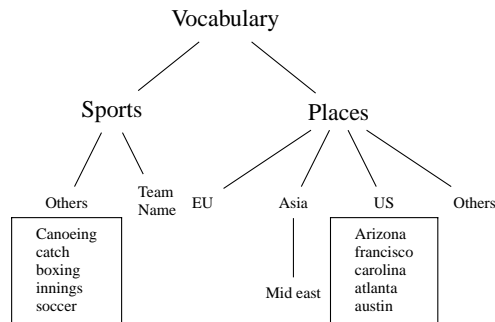 Vocabulary
Sports
Places
Others
Team
Name
EU
Asia
US
Others
Canoeing
catch
boxing
innings
soccer
Mid east
Arizona
francisco
carolina
atlanta
austin